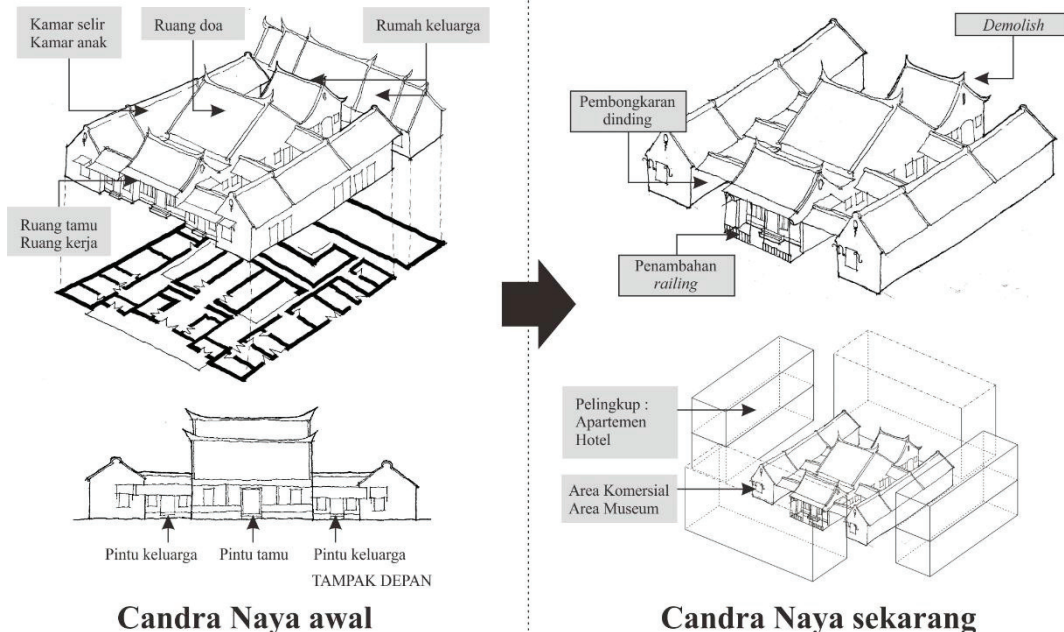 Kamar selir
Kamar anak
Ruang doa
Rumah keluarga
Ruang tamu
Ruang kerja
Pintu keluarga
Pintu tamu
Pintu keluarga
TAMPAK DEPAN
Candra Naya awal
Demolish
Pembongkaran
dinding
Penambahan
railing
Pelingkup :
Apartemen
Hotel
Area Komersial
Area Museum
Candra Naya sekarang